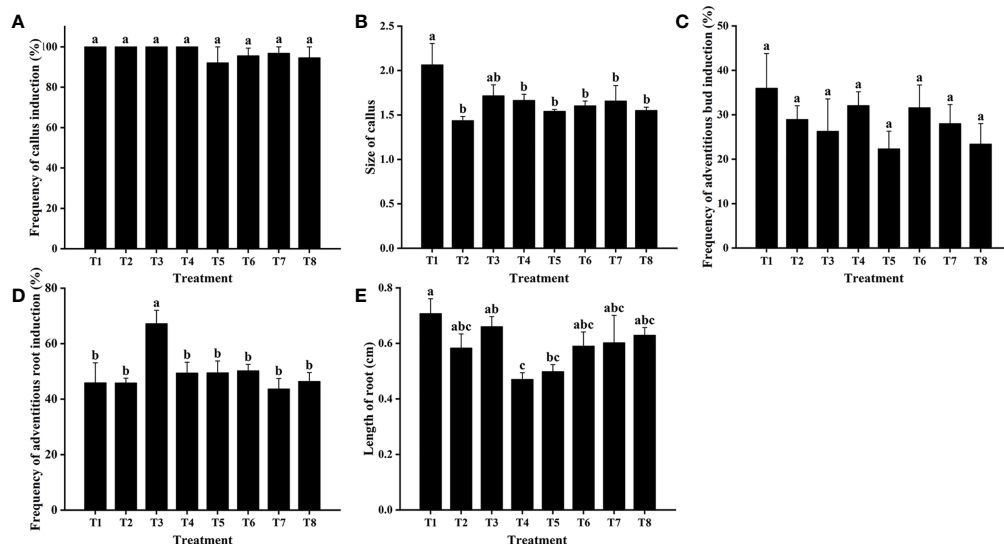 A
Frequency of callus induction (%)
100
80
60
40
20
0
a a a a a a a a
T1 T2 T3 T4 T5 T6 T7 T8
Treatment
B
Size of callus
2.5
2.0
1.5
1.0
0.5
0.0
a b ab b b b b b
T1 T2 T3 T4 T5 T6 T7 T8
Treatment
C
Frequency of adventitious bud induction (%)
50
40
30
20
10
0
a a a a a a a a
T1 T2 T3 T4 T5 T6 T7 T8
Treatment
D
Frequency of adventitious root induction (%)
80
60
40
20
0
b b a b b b b b
T1 T2 T3 T4 T5 T6 T7 T8
Treatment
E
Length of root (cm)
0.8
0.6
0.4
0.2
0.0
a abc ab c bc abc abc abc
T1 T2 T3 T4 T5 T6 T7 T8
Treatment